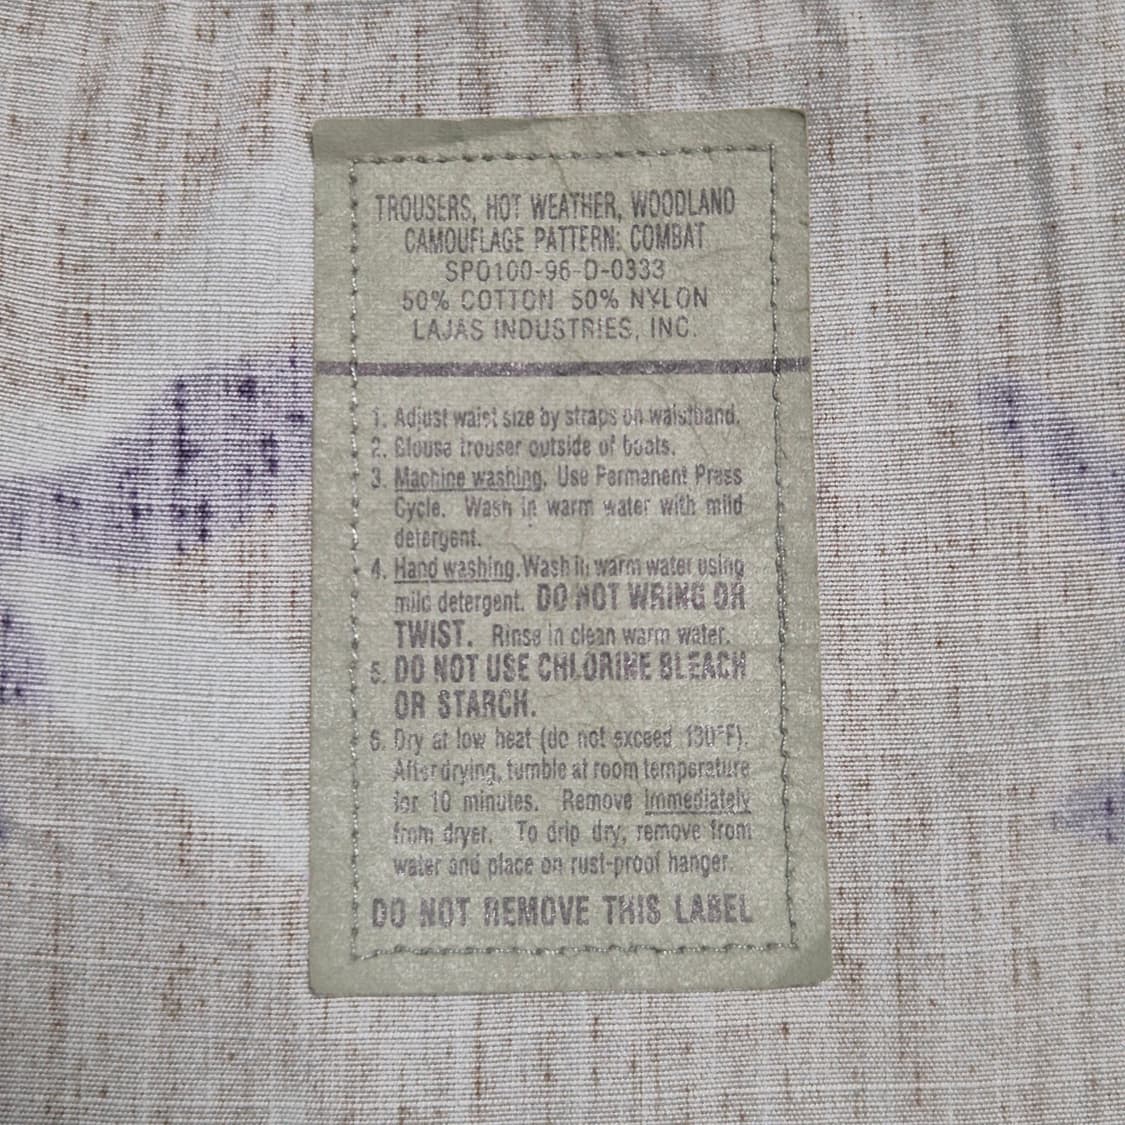 TROUSERS, HOT WEATHER, WOODLAND
CAMOUFLAGE PATTERN: COMBAT
SPO100-96-D-0333
50% COTTON 50% NYLON
LAJAS INDUSTRIES, INC.
1. Adjust waist size by straps on waistband.
2. Blouse trouser outside of boots.
3. Machine washing. Use Permanent Press
Cycle. Wash in warm water with mild
detergent.
4. Hand washing. Wash in warm water using
mild detergent. DO NOT WRING OR
TWIST. Rinse in clean warm water.
5. DO NOT USE CHLORINE BLEACH
OR STARCH.
6. Dry at low heat (do not exceed 130°F).
After drying, tumble at room temperature
for 10 minutes. Remove immediately
from dryer. To drip dry, remove from
water and place on rust-proof hanger.
DO NOT REMOVE THIS LABEL